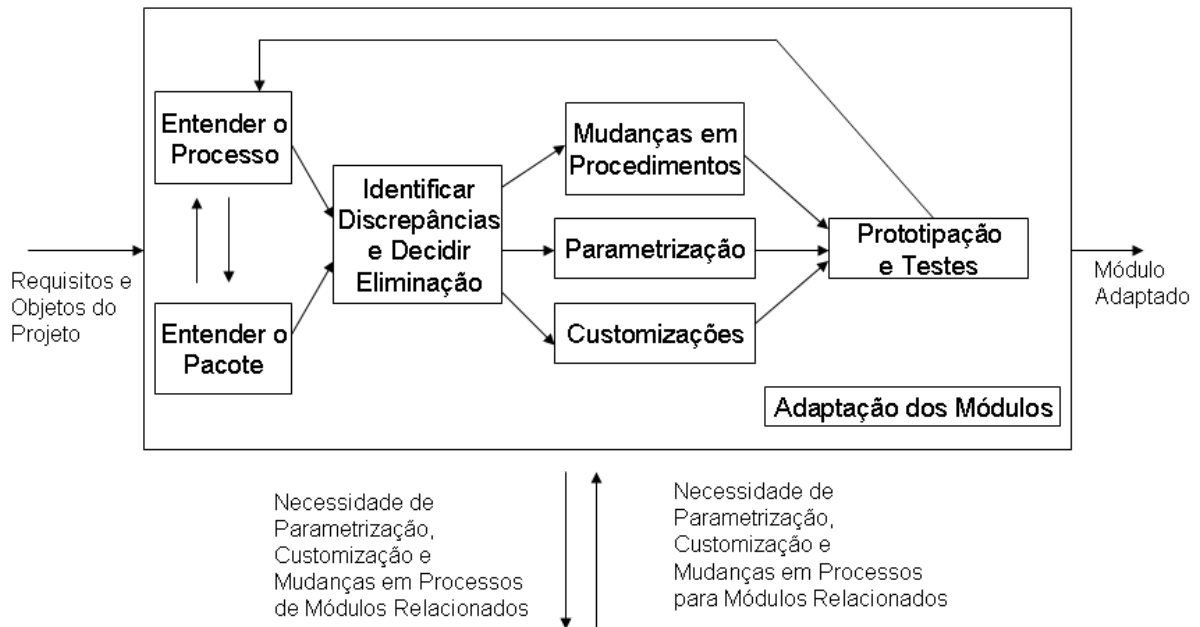 Entender o
Processo
Mudanças em
Procedimentos
Identificar
Discrepâncias
e Decidir
Eliminação
Parametrização
Prototipação
e Testes
Requisitos e
Objetos do
Projeto
Módulo
Adaptado
Entender o
Pacote
Customizações
Adaptação dos Módulos
Necessidade de
Parametrização,
Customização e
Mudanças em Processos
de Módulos Relacionados
Necessidade de
Parametrização,
Customização e
Mudanças em Processos
para Módulos Relacionados